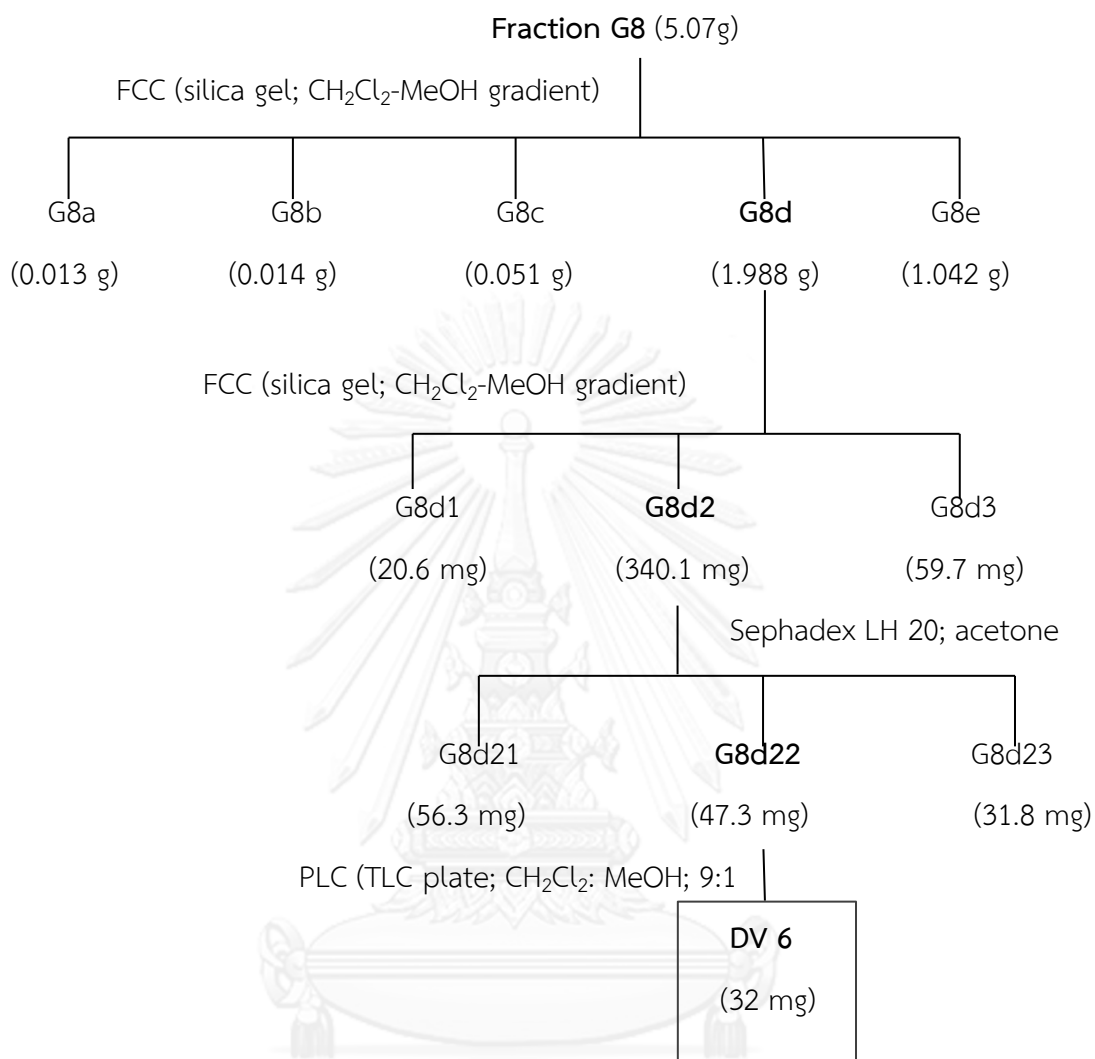 Fraction G8 (5.07g)
FCC (silica gel; CH₂Cl₂-MeOH gradient)
G8a G8b G8c G8d G8e
(0.013 g) (0.014 g) (0.051 g) (1.988 g) (1.042 g)
FCC (silica gel; CH₂Cl₂-MeOH gradient)
G8d1 G8d2 G8d3
(20.6 mg) (340.1 mg) (59.7 mg)
Sephadex LH 20; acetone
G8d21 G8d22 G8d23
(56.3 mg) (47.3 mg) (31.8 mg)
PLC (TLC plate; CH₂Cl₂: MeOH; 9:1
DV 6
(32 mg)